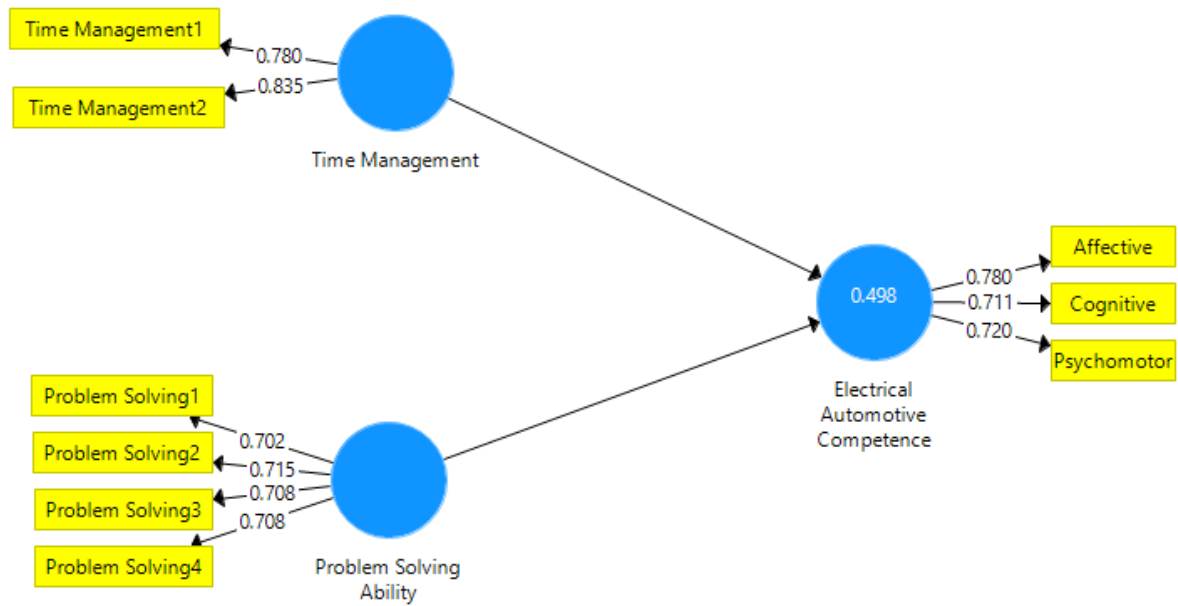 Time Management1
0.780
0.835
Time Management2
Time Management
Affective
0.780
0.498
0.711
Cognitive
0.720
Psychomotor
Electrical
Automotive
Competence
Problem Solving1
0.702
Problem Solving2
0.715
0.708
Problem Solving3
0.708
Problem Solving4
Problem Solving
Ability